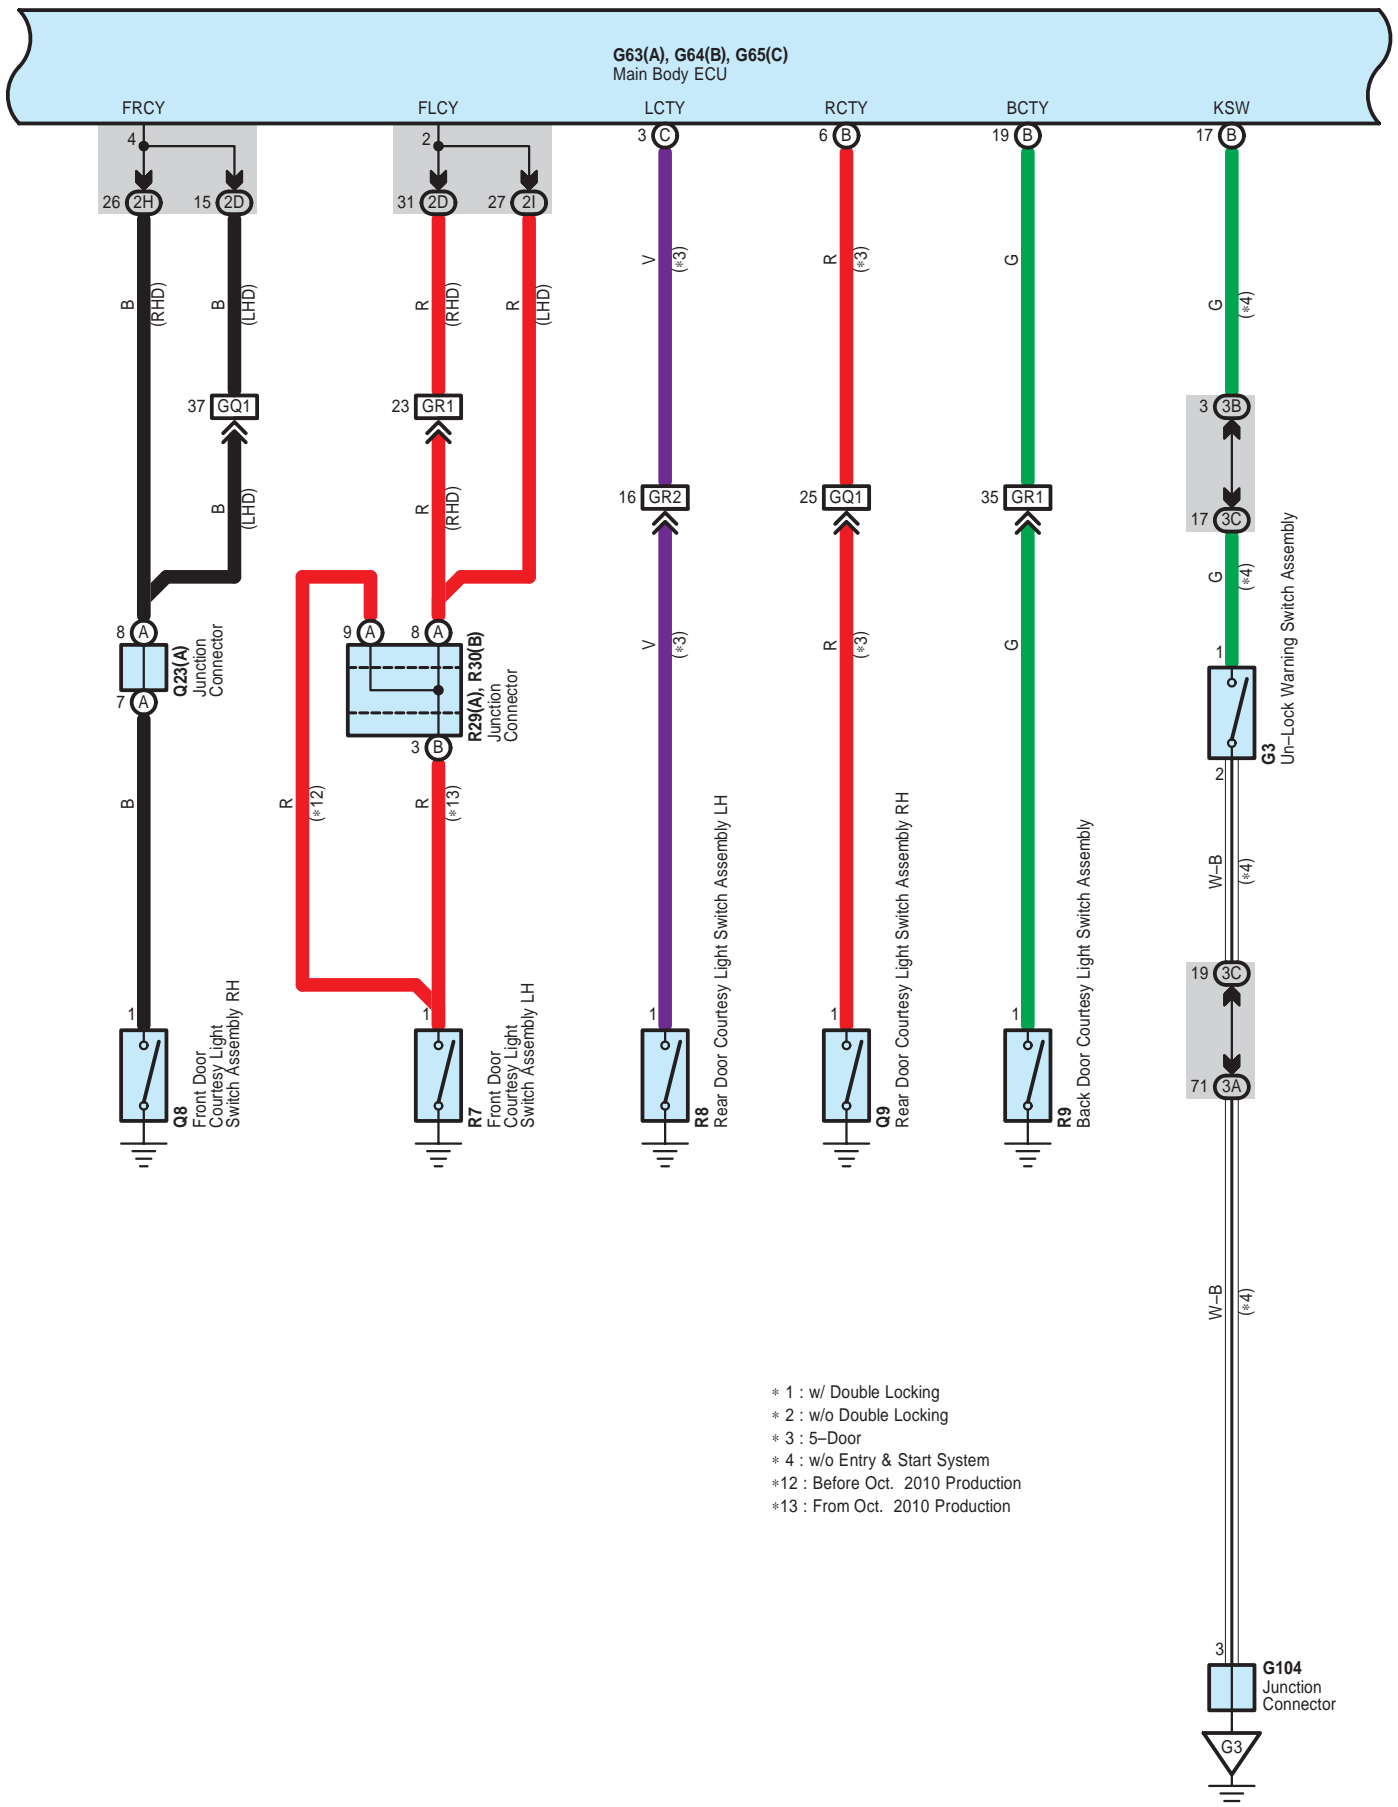 G63(A), G64(B), G65(C)
Main Body ECU
FRCY FLCY LCTY RCTY BCTY KSW
4 2 3 C 6 B 19 B 17 B
26 2H 15 2D 31 2D 27 2I
V (∗3) R (∗3) G
B (RHD) B (LHD) R (RHD) R (LHD) G (∗4)
37 GQ1 23 GR1 3 3B
16 GR2 25 GQ1 35 GR1
B (LHD) R (RHD) 17 3C
G (∗4)
8 A 9 A 8 A V (∗3) R (∗3) G
1
Q23(A)
Junction
Connector
R29(A), R30(B)
Junction
Connector
7 A
3 B
G3
Un–Lock Warning Switch Assembly
2
B R (∗12) R (∗13)
W–B (∗4)
19 3C
1 1 1 1 1
71 3A
Q8
Front Door
Courtesy Light
Switch Assembly RH
R7
Front Door
Courtesy Light
Switch Assembly LH
R8
Rear Door Courtesy Light Switch Assembly LH
Q9
Rear Door Courtesy Light Switch Assembly RH
R9
Back Door Courtesy Light Switch Assembly
W–B (∗4)
∗ 1 : w/ Double Locking
∗ 2 : w/o Double Locking
∗ 3 : 5–Door
∗ 4 : w/o Entry & Start System
∗12 : Before Oct. 2010 Production
∗13 : From Oct. 2010 Production
3
G104
Junction
Connector
G3